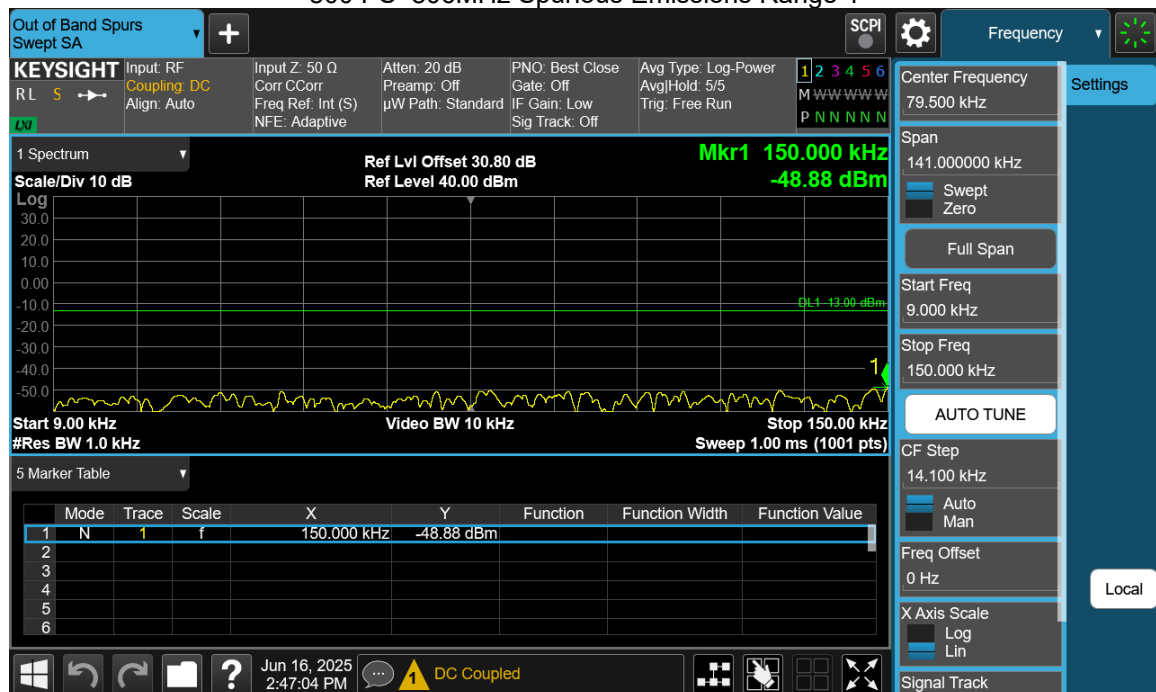 Out of Band Spurs
Swept SA
SCPI
Frequency
KEYSIGHT
RL S
LXI
Input: RF
Coupling: DC
Align: Auto
Input Z: 50 Ω
Corr CCorr
Freq Ref: Int (S)
NFE: Adaptive
Atten: 20 dB
Preamp: Off
µW Path: Standard
PNO: Best Close
Gate: Off
IF Gain: Low
Sig Track: Off
Avg Type: Log-Power
Avg|Hold: 5/5
Trig: Free Run
1 2 3 4 5 6
M W W W W W
P N N N N N
1 Spectrum
Scale/Div 10 dB
Ref Lvl Offset 30.80 dB
Ref Level 40.00 dBm
Mkr1 150.000 kHz
-48.88 dBm
Log
30.0
20.0
10.0
0.00
-10.0
-20.0
-30.0
-40.0
-50.0
DL1 -13.00 dBm
1
Start 9.00 kHz
#Res BW 1.0 kHz
Video BW 10 kHz
Stop 150.00 kHz
Sweep 1.00 ms (1001 pts)
5 Marker Table
Mode Trace Scale X Y Function Function Width Function Value
1 N 1 f 150.000 kHz -48.88 dBm
2
3
4
5
6
Jun 16, 2025
2:47:04 PM
?
1
DC Coupled
Center Frequency
79.500 kHz
Span
141.000000 kHz
Swept
Zero
Full Span
Start Freq
9.000 kHz
Stop Freq
150.000 kHz
AUTO TUNE
CF Step
14.100 kHz
Auto
Man
Freq Offset
0 Hz
X Axis Scale
Log
Lin
Signal Track
Settings
Local